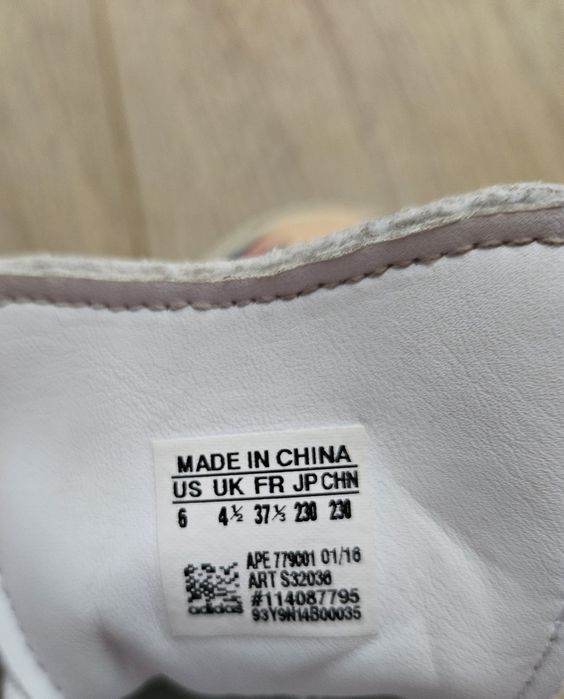 MADE IN CHINA
US UK FR JP CHN
6 4½ 37⅓ 230 230
APE 779001 01/16
ART S32036
#114087795
adidas 93Y9N14B00035